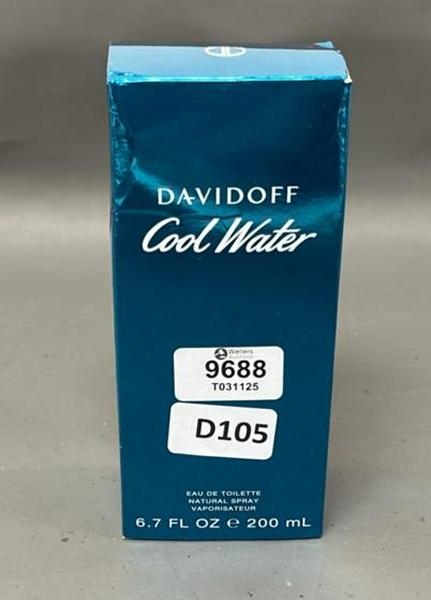 DAVIDOFF
Cool Water
Wellers
9688
T031125
D105
EAU DE TOILETTE
NATURAL SPRAY
VAPORISATEUR
6.7 FL OZ e 200 mL